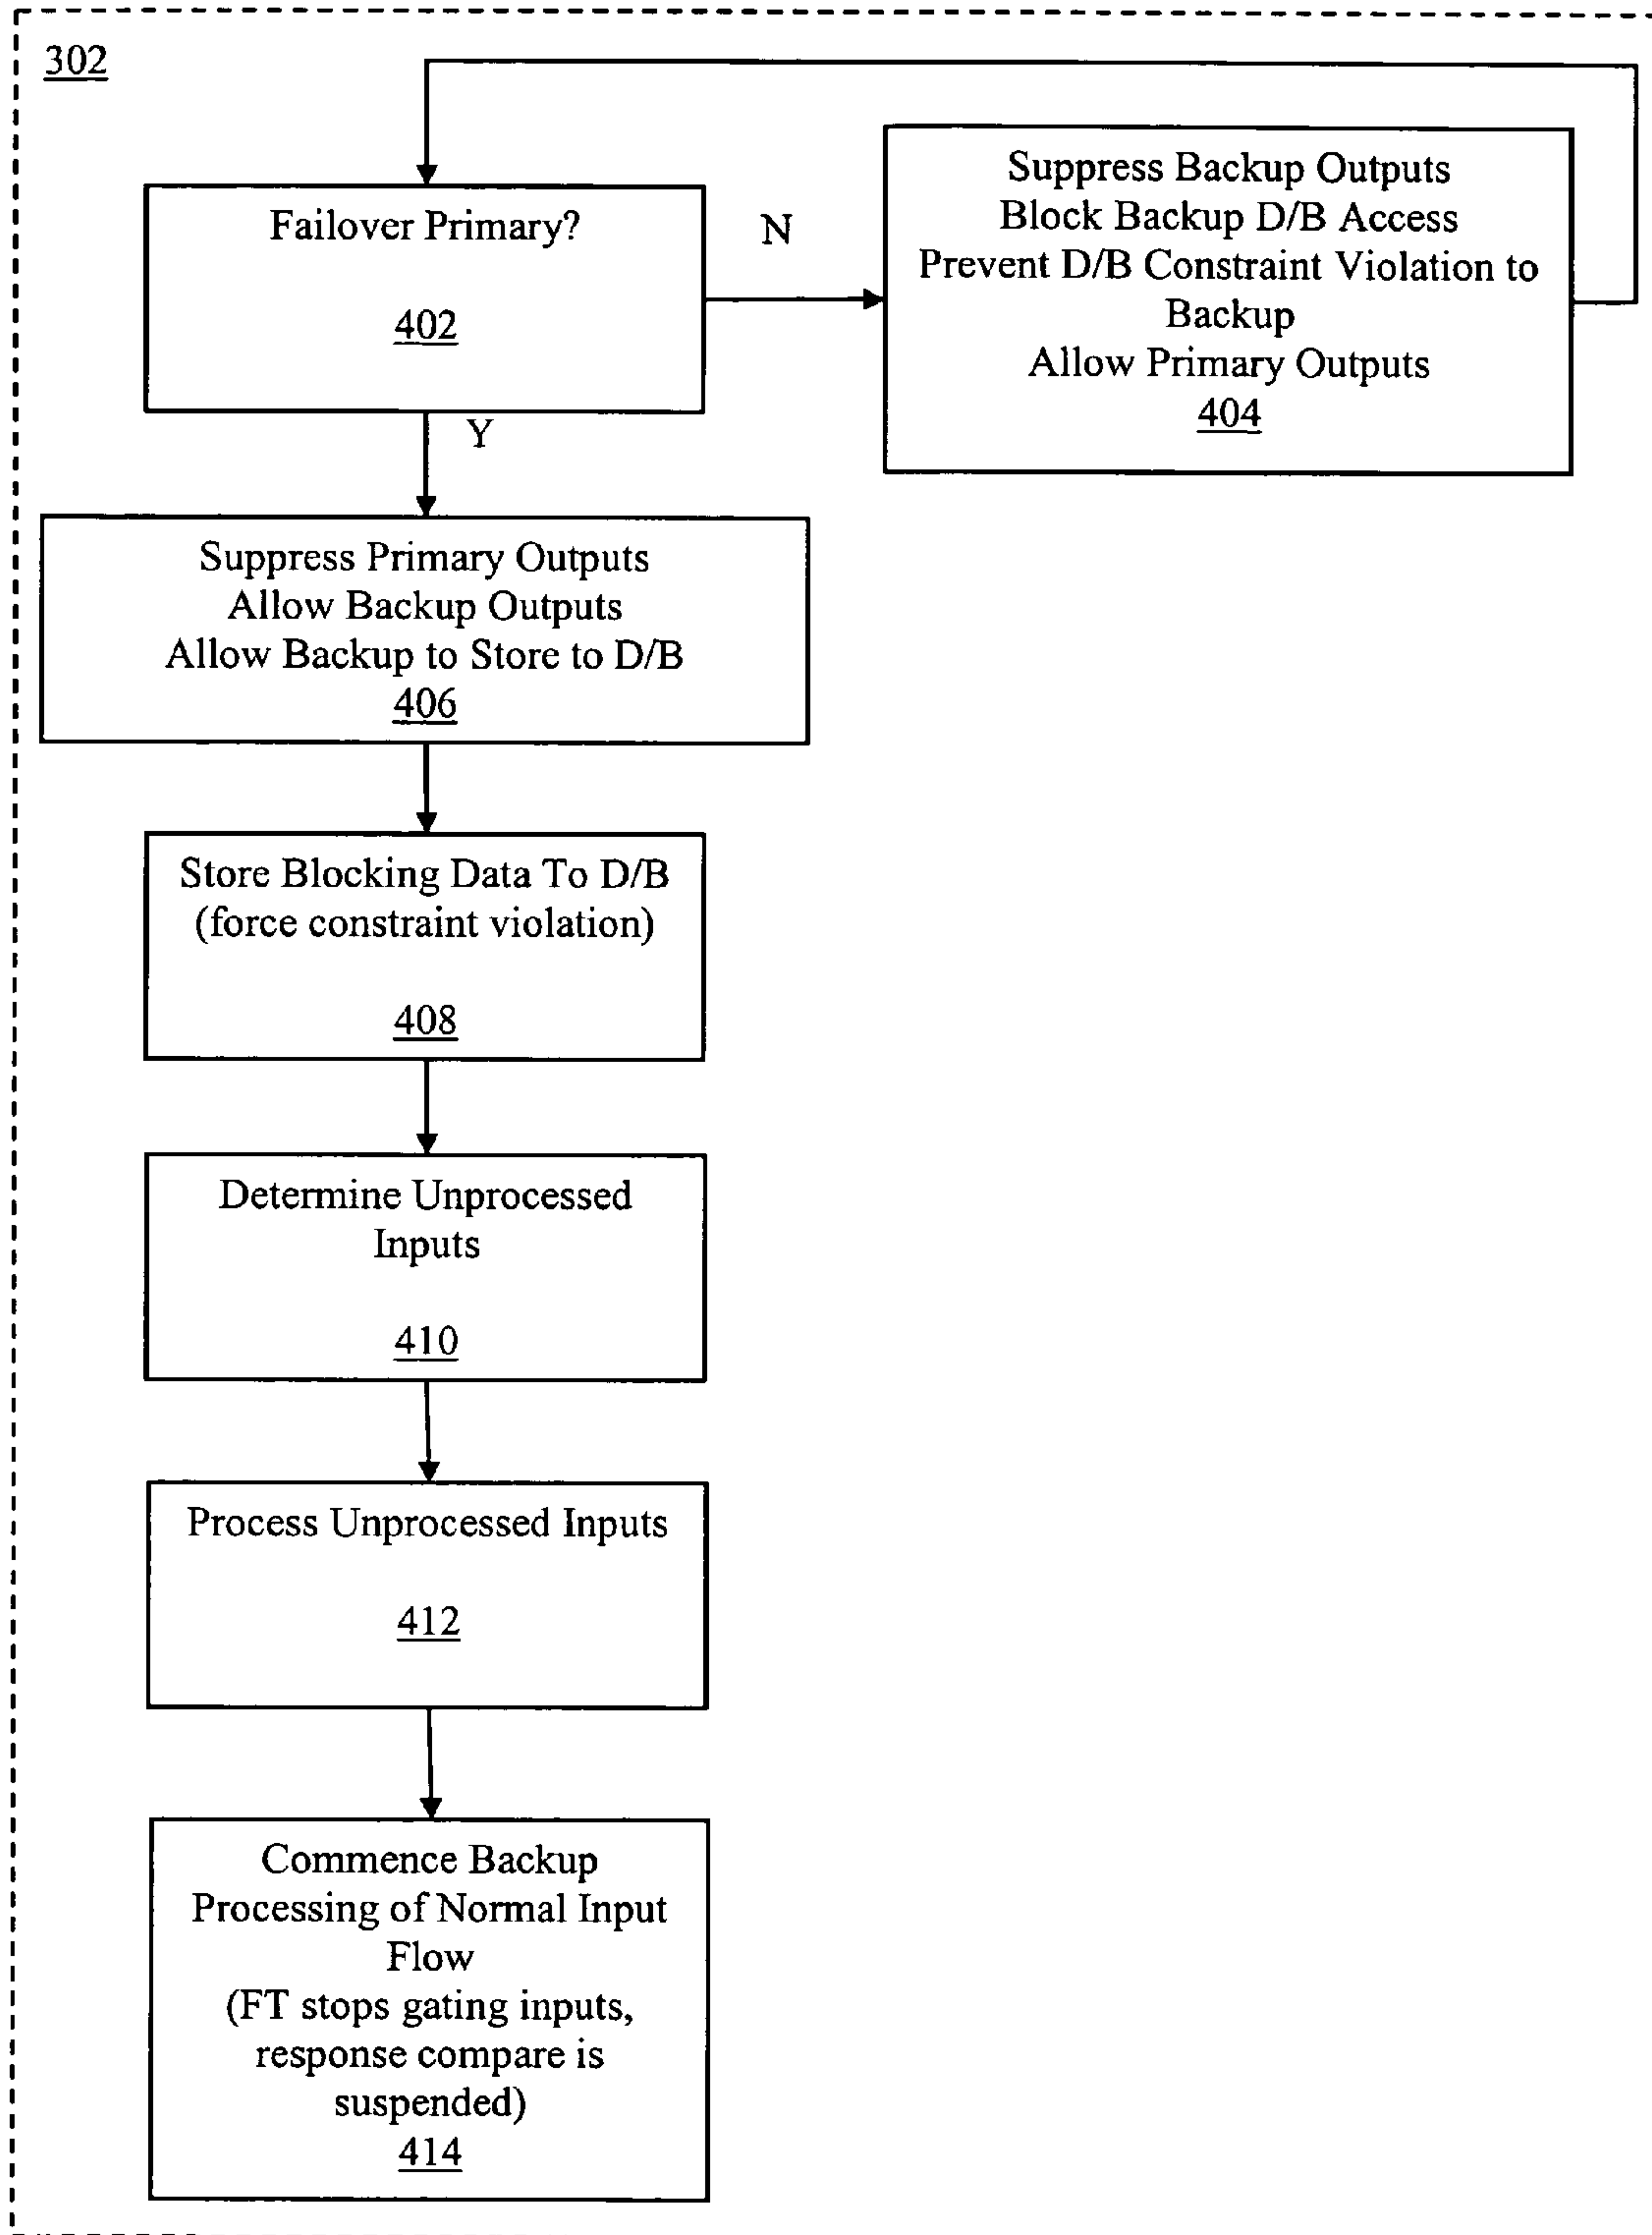 302
Failover Primary?
402
N
Suppress Backup Outputs
Block Backup D/B Access
Prevent D/B Constraint Violation to
Backup
Allow Primary Outputs
404
Y
Suppress Primary Outputs
Allow Backup Outputs
Allow Backup to Store to D/B
406
Store Blocking Data To D/B
(force constraint violation)
408
Determine Unprocessed
Inputs
410
Process Unprocessed Inputs
412
Commence Backup
Processing of Normal Input
Flow
(FT stops gating inputs,
response compare is
suspended)
414